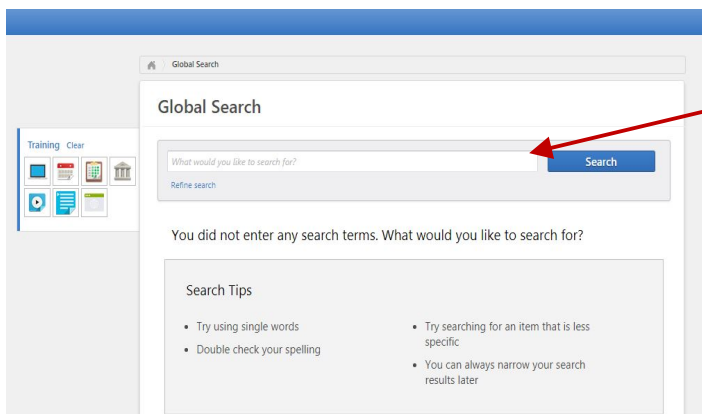 Global Search
Global Search
Training Clear
What would you like to search for?
Search
Refine search
You did not enter any search terms. What would you like to search for?
Search Tips
• Try using single words
• Double check your spelling
• Try searching for an item that is less
specific
• You can always narrow your search
results later